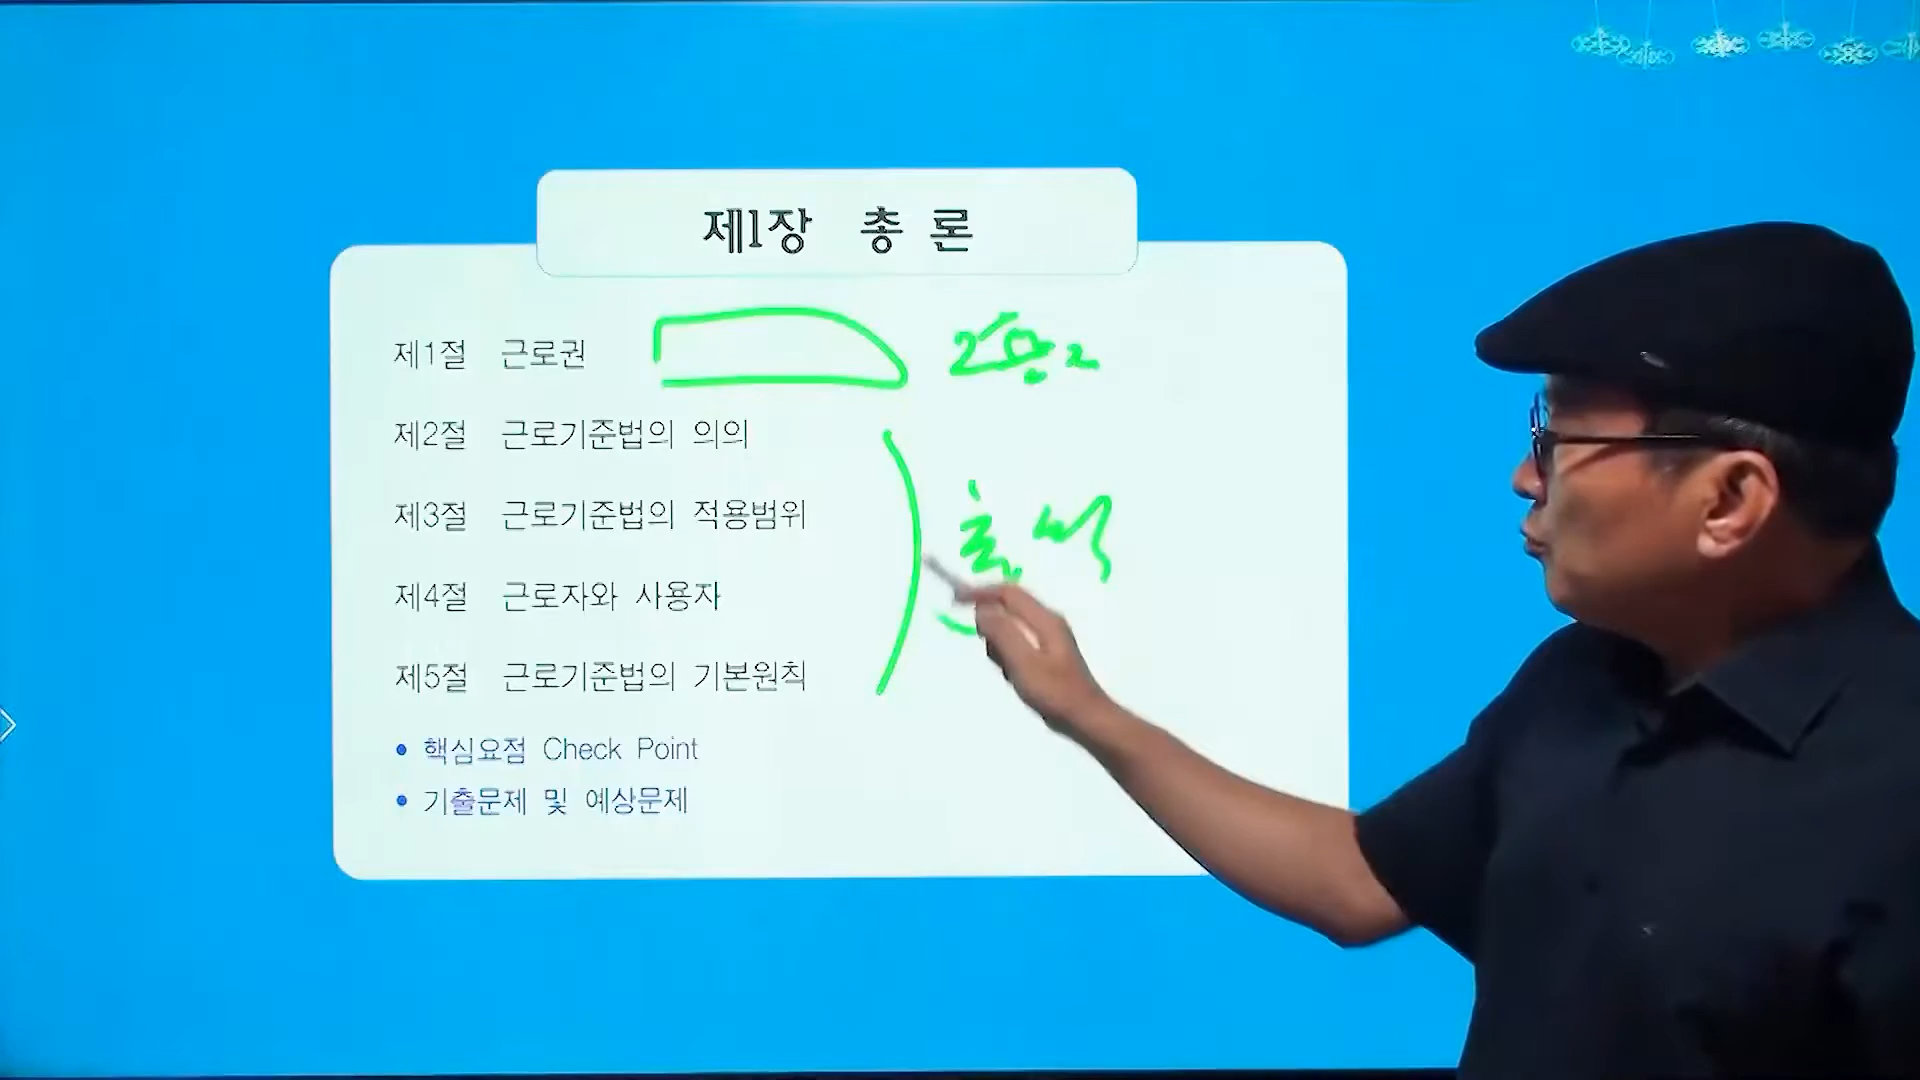 제1장 총 론
제1절 근로권
제2절 근로기준법의 의의
제3절 근로기준법의 적용범위
제4절 근로자와 사용자
제5절 근로기준법의 기본원칙
• 핵심요점 Check Point
• 기출문제 및 예상문제